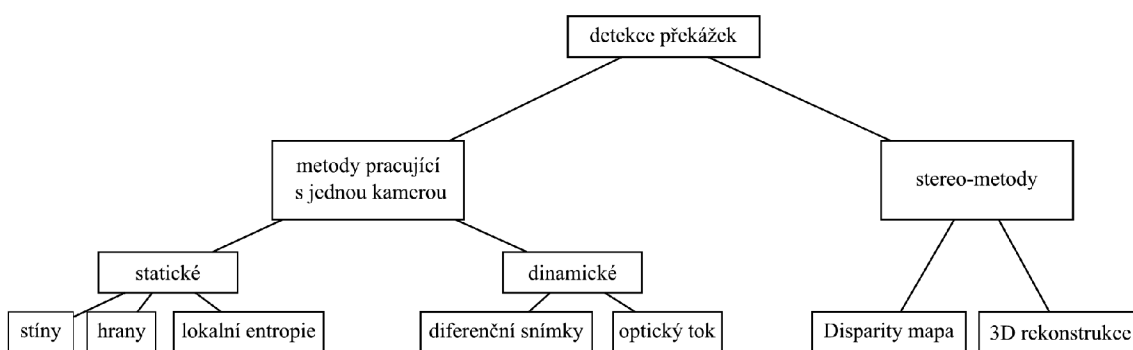 detekce překážek
metody pracující
s jednou kamerou
stereo-metody
statické
dinamické
stíny
hrany
lokalní entropie
diferenční snímky
optický tok
Disparity mapa
3D rekonstrukce